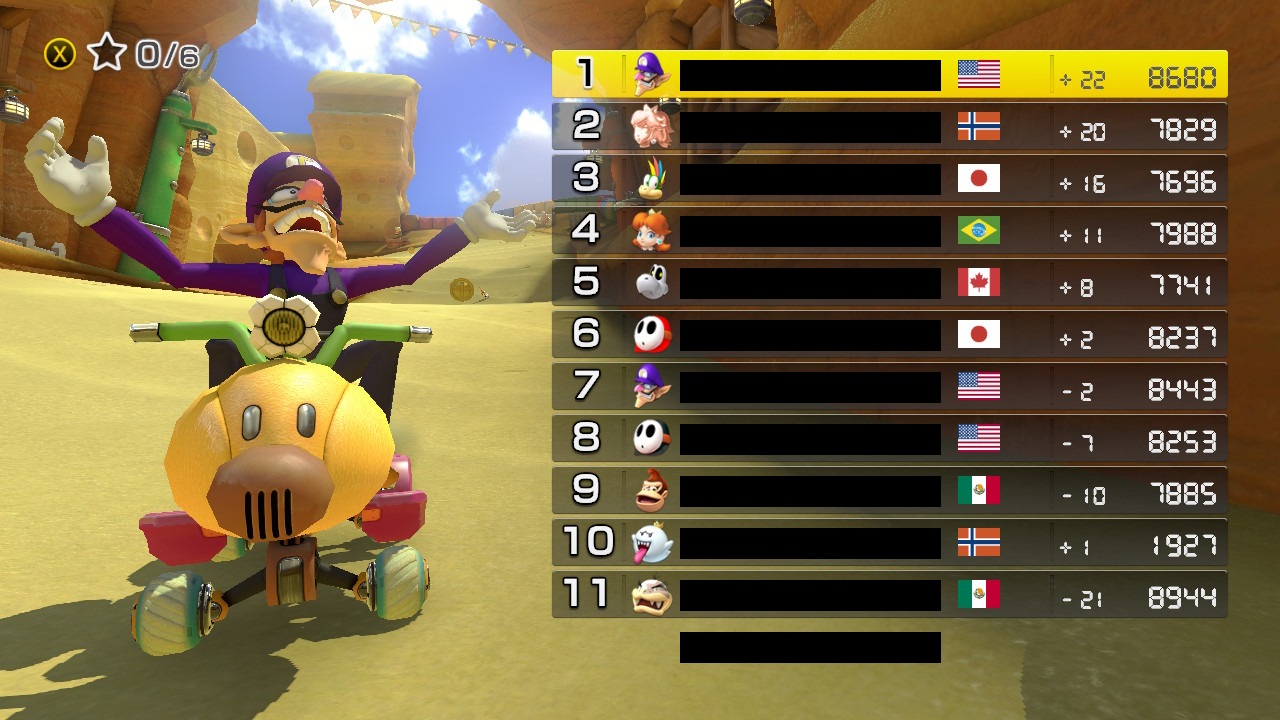 X 0/6
1 + 22 8680
2 + 20 7829
3 + 16 7696
4 + 11 7988
5 + 8 7741
6 + 2 8237
7 - 2 8443
8 - 7 8253
9 - 10 7885
10 + 1 1927
11 - 21 8944